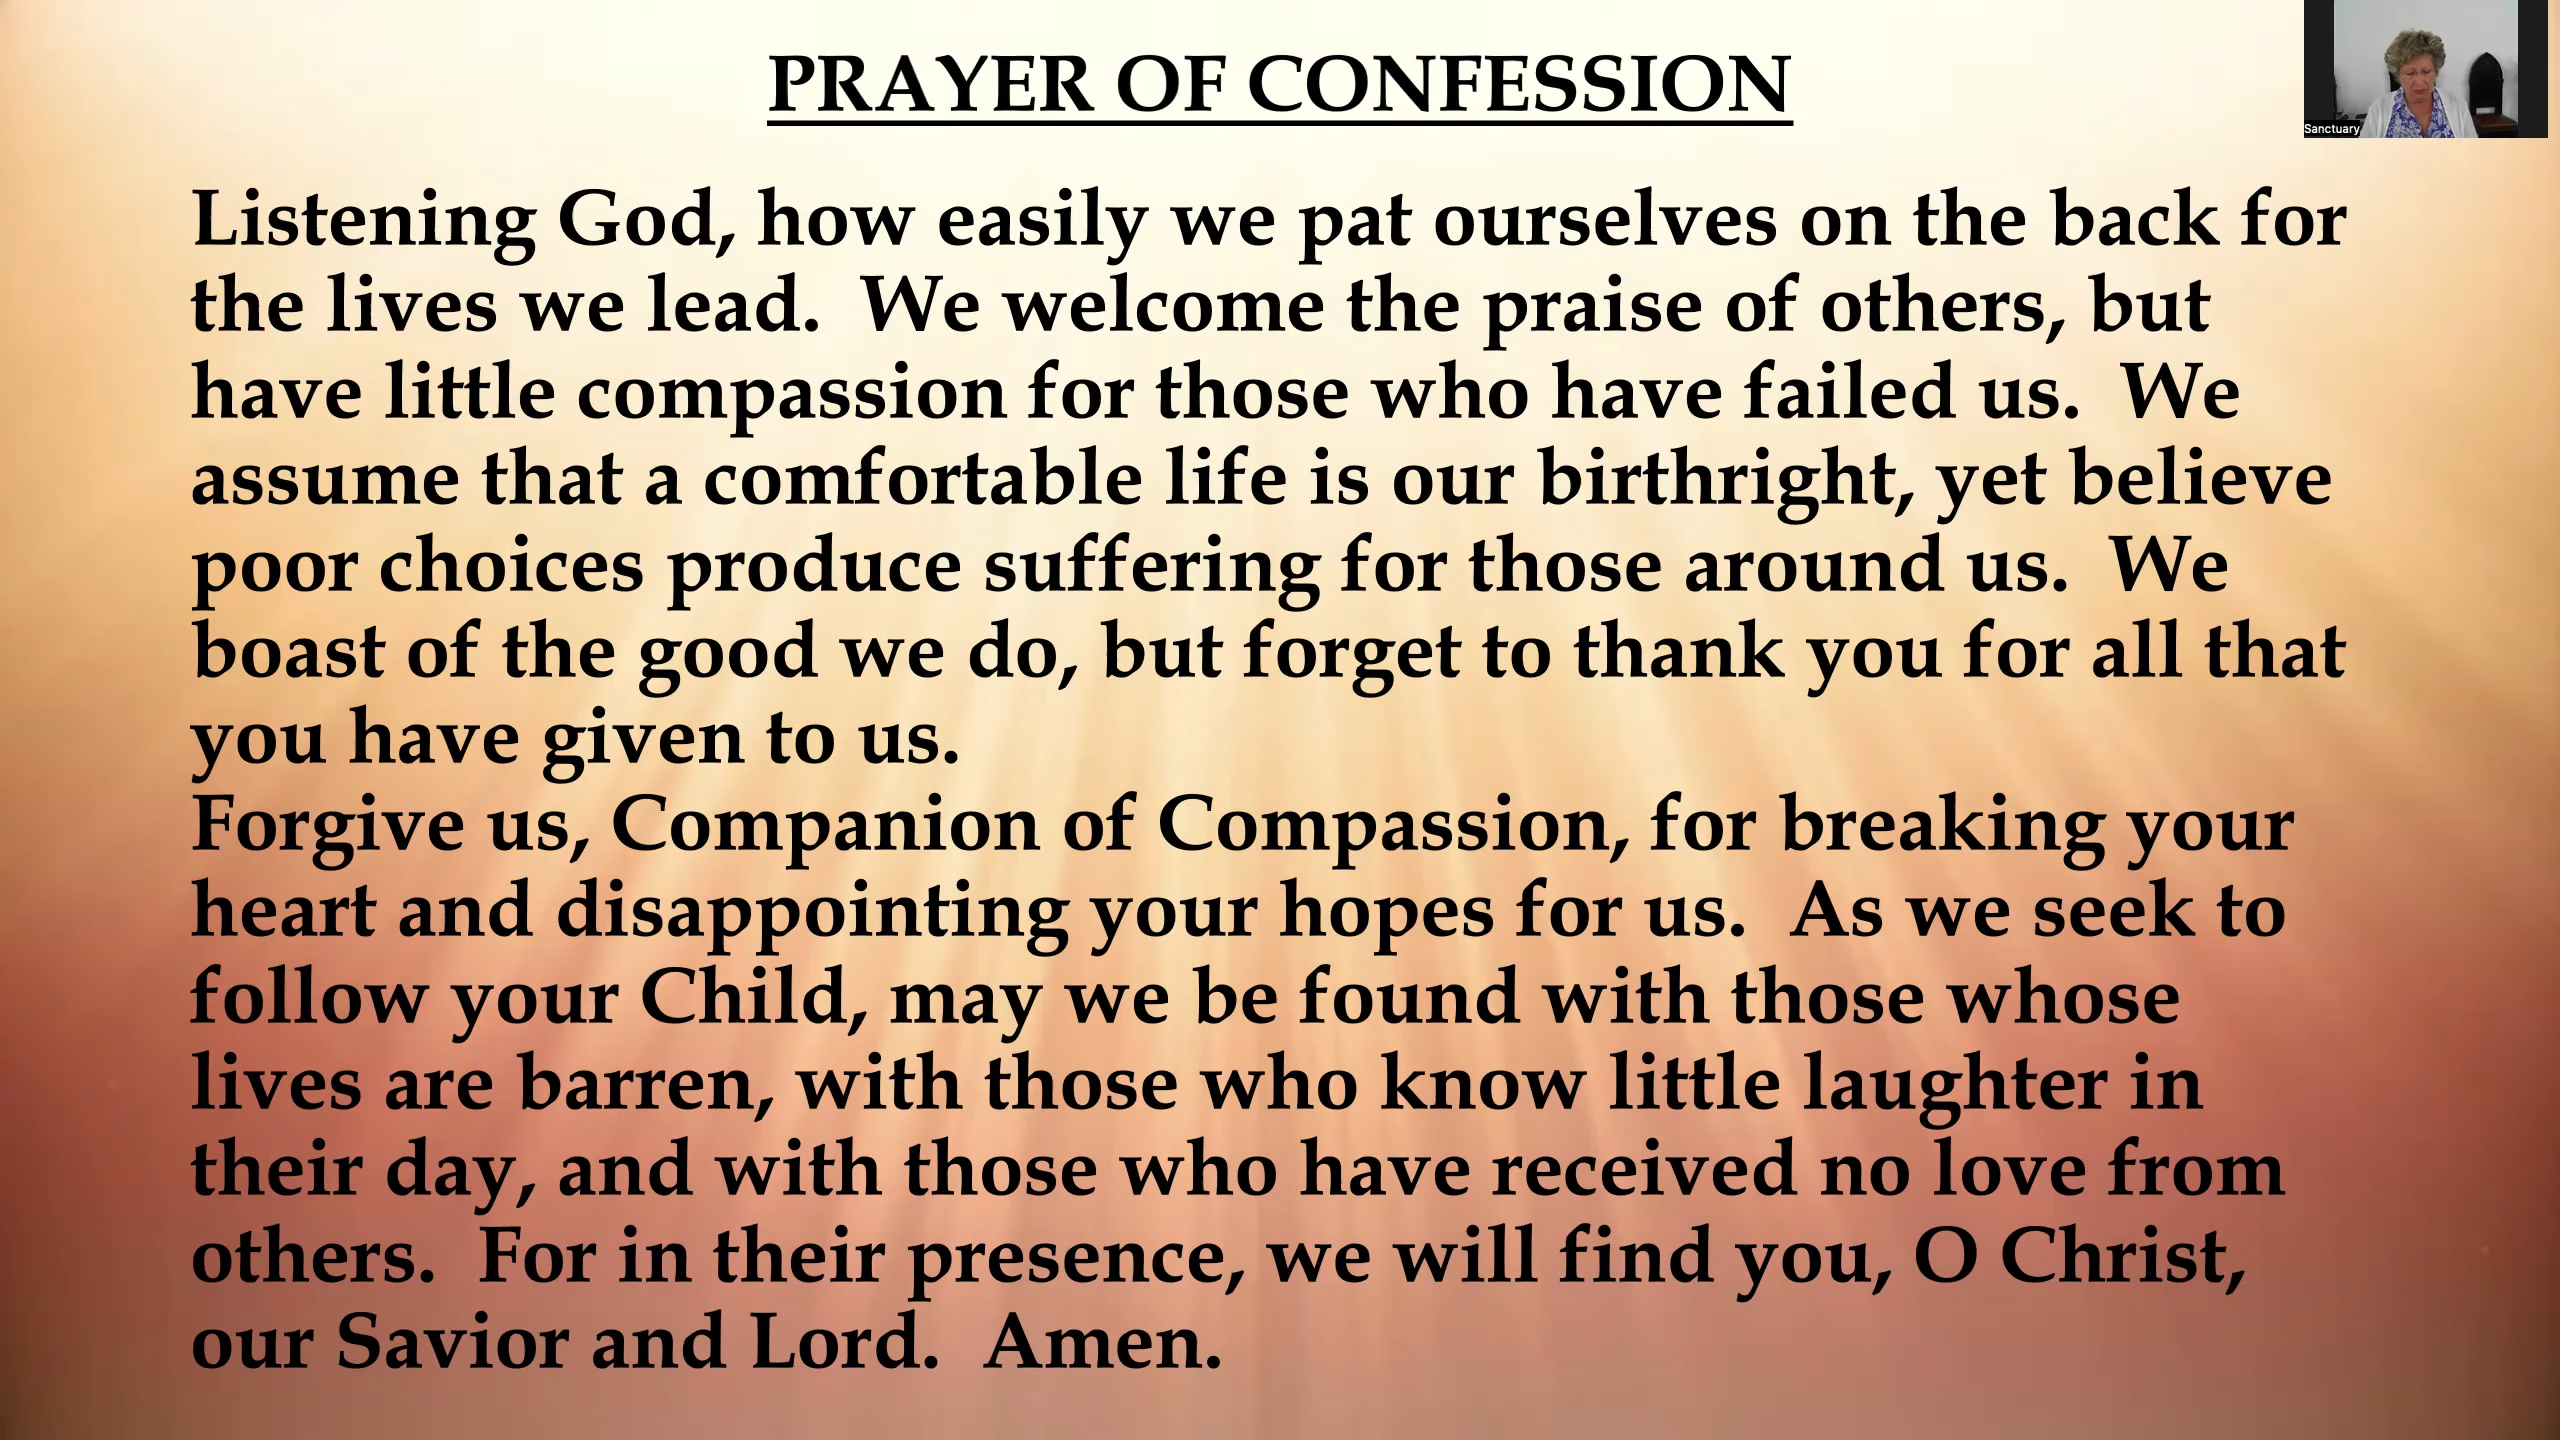 PRAYER OF CONFESSION
Sanctuary
Listening God, how easily we pat ourselves on the back for
the lives we lead.  We welcome the praise of others, but
have little compassion for those who have failed us.  We
assume that a comfortable life is our birthright, yet believe
poor choices produce suffering for those around us.  We
boast of the good we do, but forget to thank you for all that
you have given to us.
Forgive us, Companion of Compassion, for breaking your
heart and disappointing your hopes for us.  As we seek to
follow your Child, may we be found with those whose
lives are barren, with those who know little laughter in
their day, and with those who have received no love from
others.  For in their presence, we will find you, O Christ,
our Savior and Lord.  Amen.